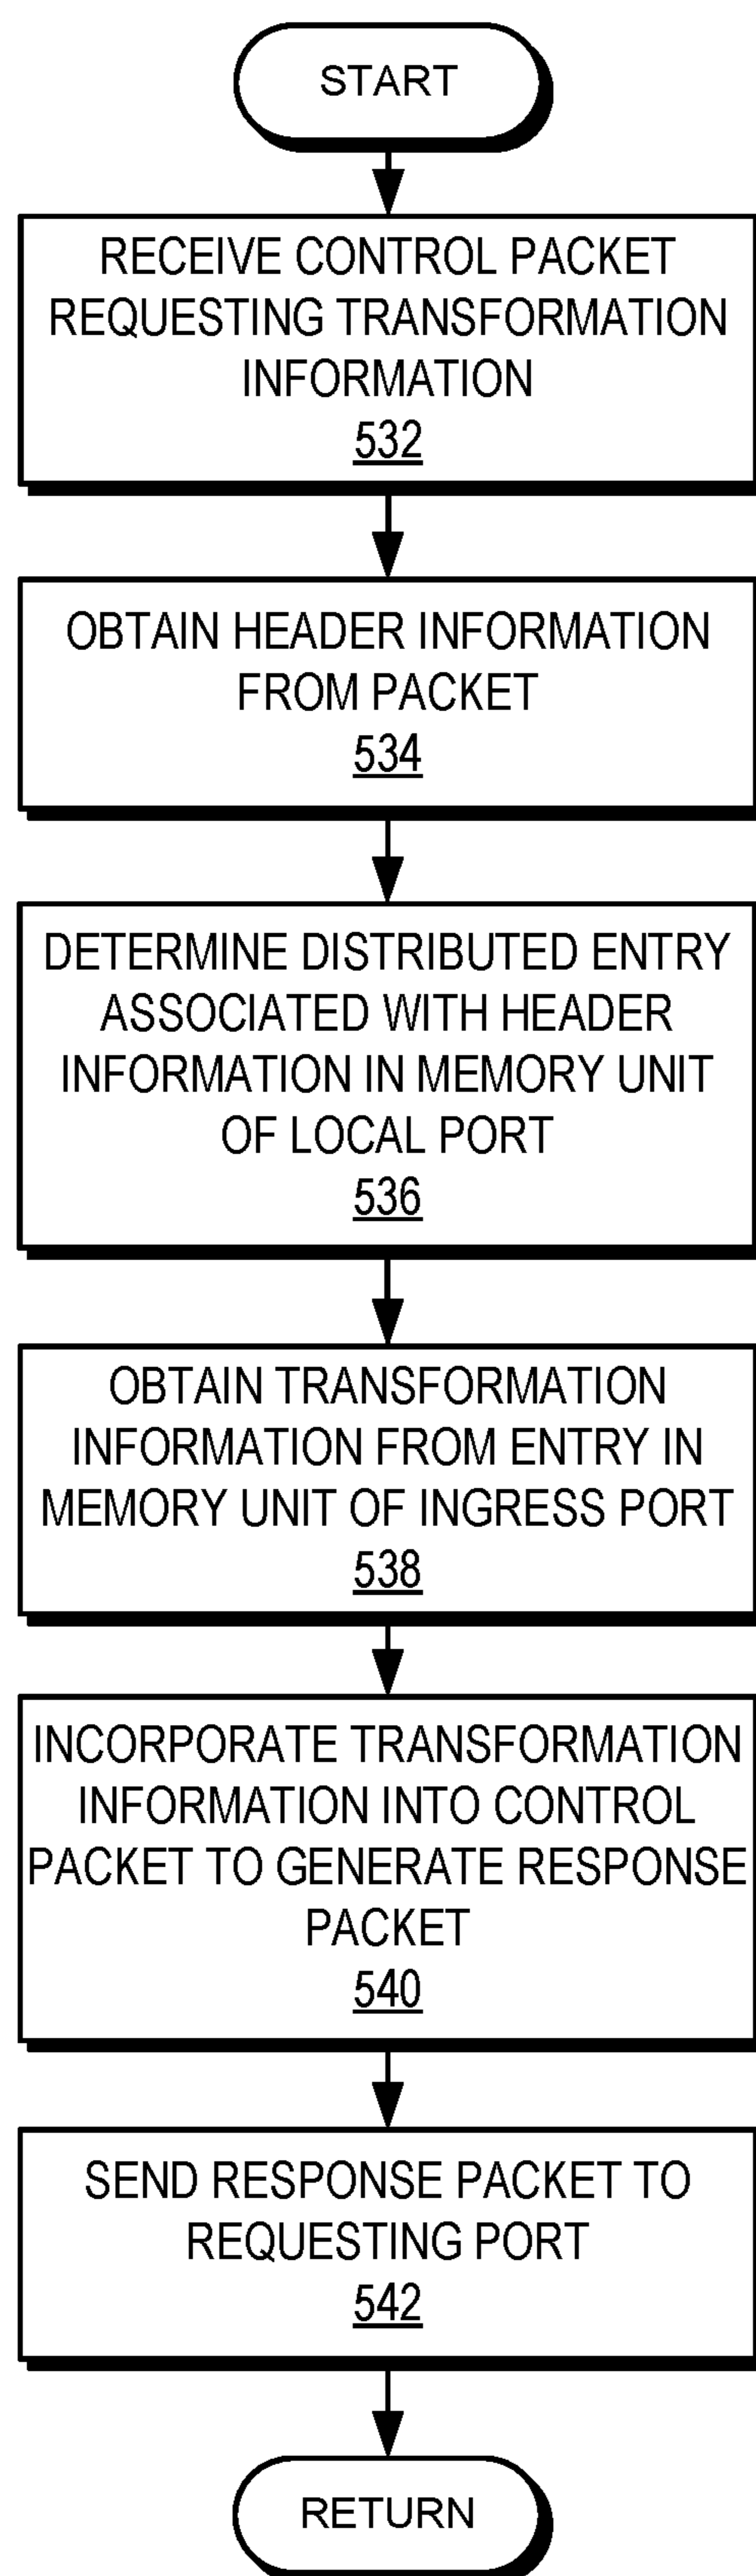 START
RECEIVE CONTROL PACKET
REQUESTING TRANSFORMATION
INFORMATION
532
OBTAIN HEADER INFORMATION
FROM PACKET
534
DETERMINE DISTRIBUTED ENTRY
ASSOCIATED WITH HEADER
INFORMATION IN MEMORY UNIT
OF LOCAL PORT
536
OBTAIN TRANSFORMATION
INFORMATION FROM ENTRY IN
MEMORY UNIT OF INGRESS PORT
538
INCORPORATE TRANSFORMATION
INFORMATION INTO CONTROL
PACKET TO GENERATE RESPONSE
PACKET
540
SEND RESPONSE PACKET TO
REQUESTING PORT
542
RETURN